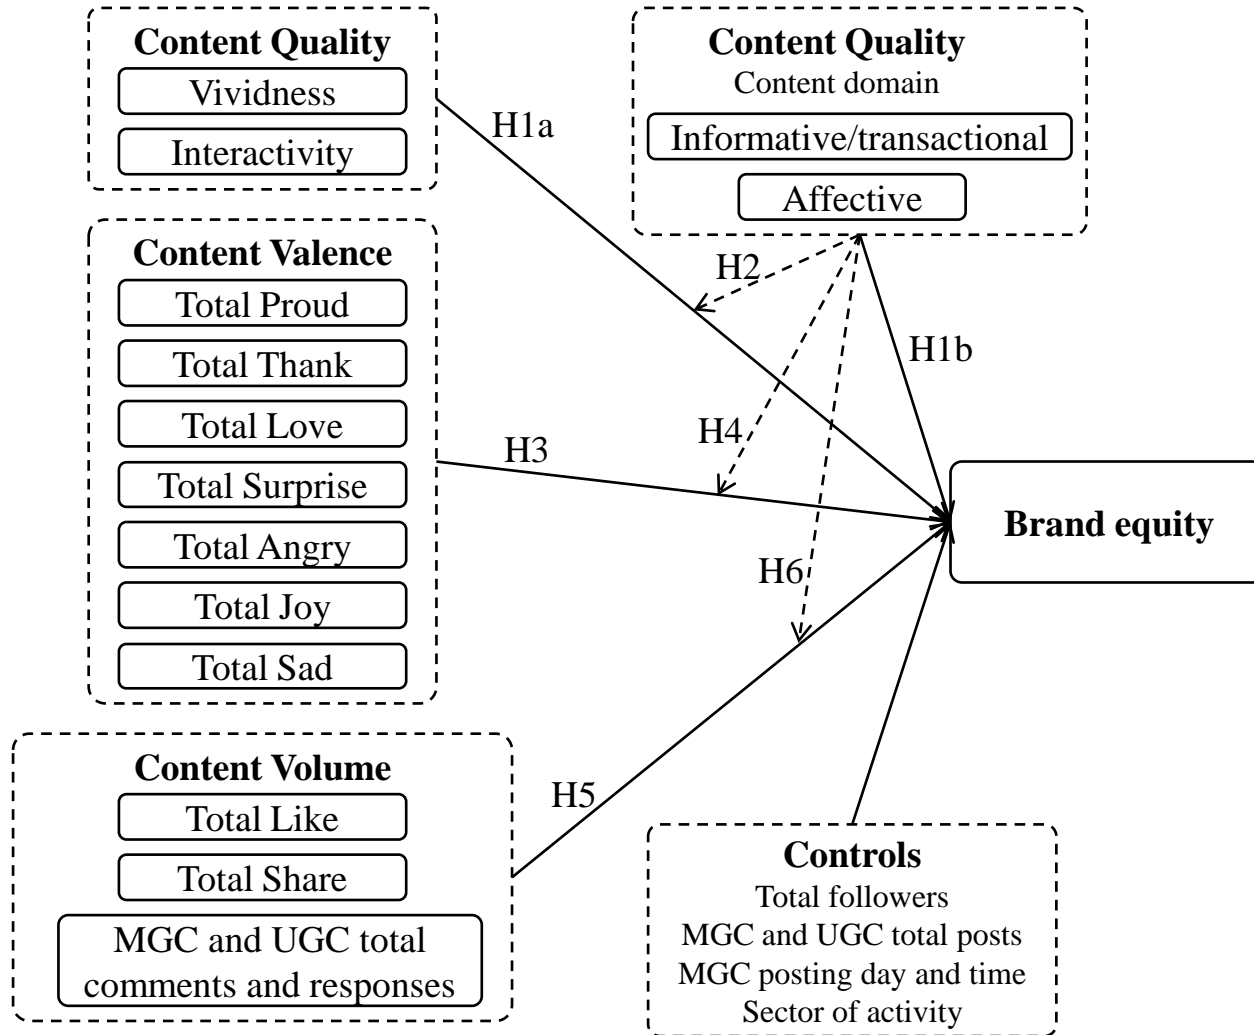 Content Quality
Vividness
Interactivity
H1a
Content Quality
Content domain
Informative/transactional
Affective
Content Valence
Total Proud
Total Thank
Total Love
Total Surprise
Total Angry
Total Joy
Total Sad
H2
H1b
H4
H3
H6
Brand equity
Content Volume
Total Like
Total Share
MGC and UGC total
comments and responses
H5
Controls
Total followers
MGC and UGC total posts
MGC posting day and time
Sector of activity